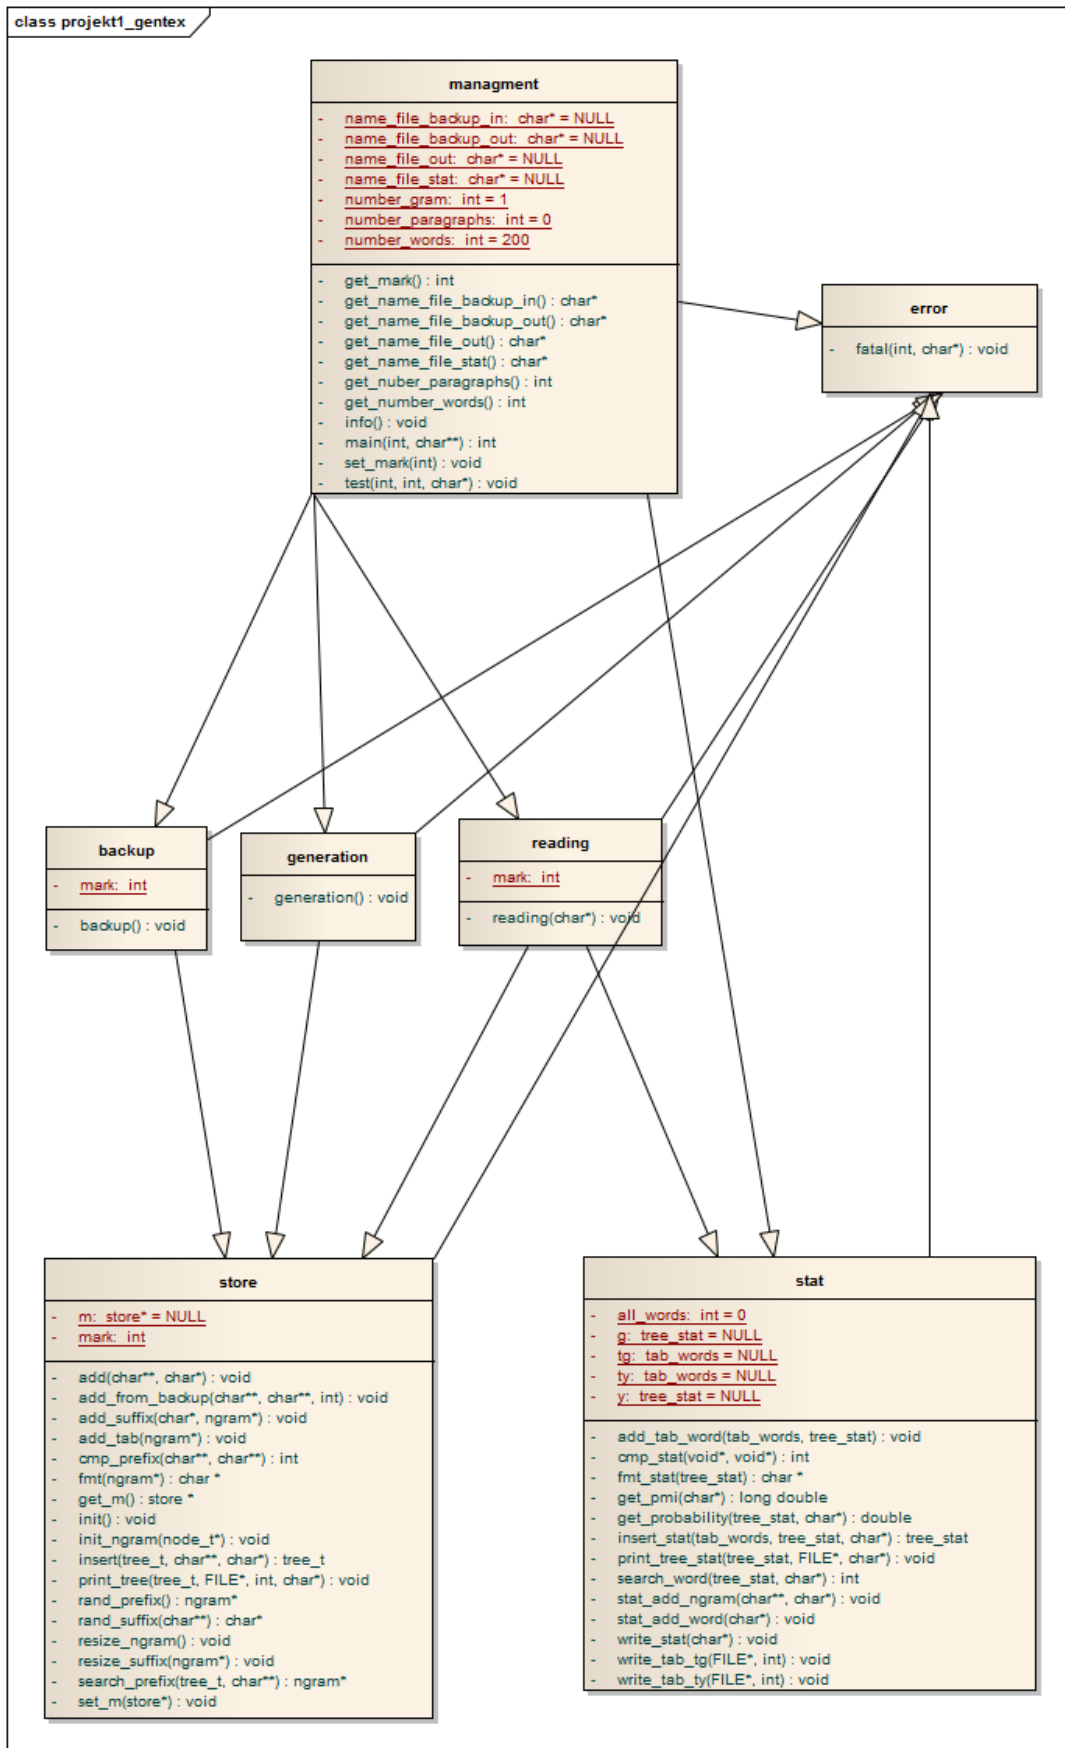 class projekt1_gentex
managment
- name_file_backup_in: char* = NULL
- name_file_backup_out: char* = NULL
- name_file_out: char* = NULL
- name_file_stat: char* = NULL
- number_gram: int = 1
- number_paragraphs: int = 0
- number_words: int = 200
- get_mark() : int
- get_name_file_backup_in() : char*
- get_name_file_backup_out() : char*
- get_name_file_out() : char*
- get_name_file_stat() : char*
- get_nuber_paragraphs() : int
- get_number_words() : int
- info() : void
- main(int, char**) : int
- set_mark(int) : void
- test(int, int, char*) : void
error
- fatal(int, char*) : void
backup
- mark: int
- backup() : void
generation
- generation() : void
reading
- mark: int
- reading(char*) : void
store
- m: store* = NULL
- mark: int
- add(char**, char*) : void
- add_from_backup(char**, char**, int) : void
- add_suffix(char*, ngram*) : void
- add_tab(ngram*) : void
- cmp_prefix(char**, char**) : int
- fmt(ngram*) : char *
- get_m() : store *
- init() : void
- init_ngram(node_t*) : void
- insert(tree_t, char**, char*) : tree_t
- print_tree(tree_t, FILE*, int, char*) : void
- rand_prefix() : ngram*
- rand_suffix(char**) : char*
- resize_ngram() : void
- resize_suffix(ngram*) : void
- search_prefix(tree_t, char**) : ngram*
- set_m(store*) : void
stat
- all_words: int = 0
- g: tree_stat = NULL
- tg: tab_words = NULL
- ty: tab_words = NULL
- y: tree_stat = NULL
- add_tab_word(tab_words, tree_stat) : void
- cmp_stat(void*, void*) : int
- fmt_stat(tree_stat) : char *
- get_pmi(char*) : long double
- get_probability(tree_stat, char*) : double
- insert_stat(tab_words, tree_stat, char*) : tree_stat
- print_tree_stat(tree_stat, FILE*, char*) : void
- search_word(tree_stat, char*) : int
- stat_add_ngram(char**, char*) : void
- stat_add_word(char*) : void
- write_stat(char*) : void
- write_tab_tg(FILE*, int) : void
- write_tab_ty(FILE*, int) : void